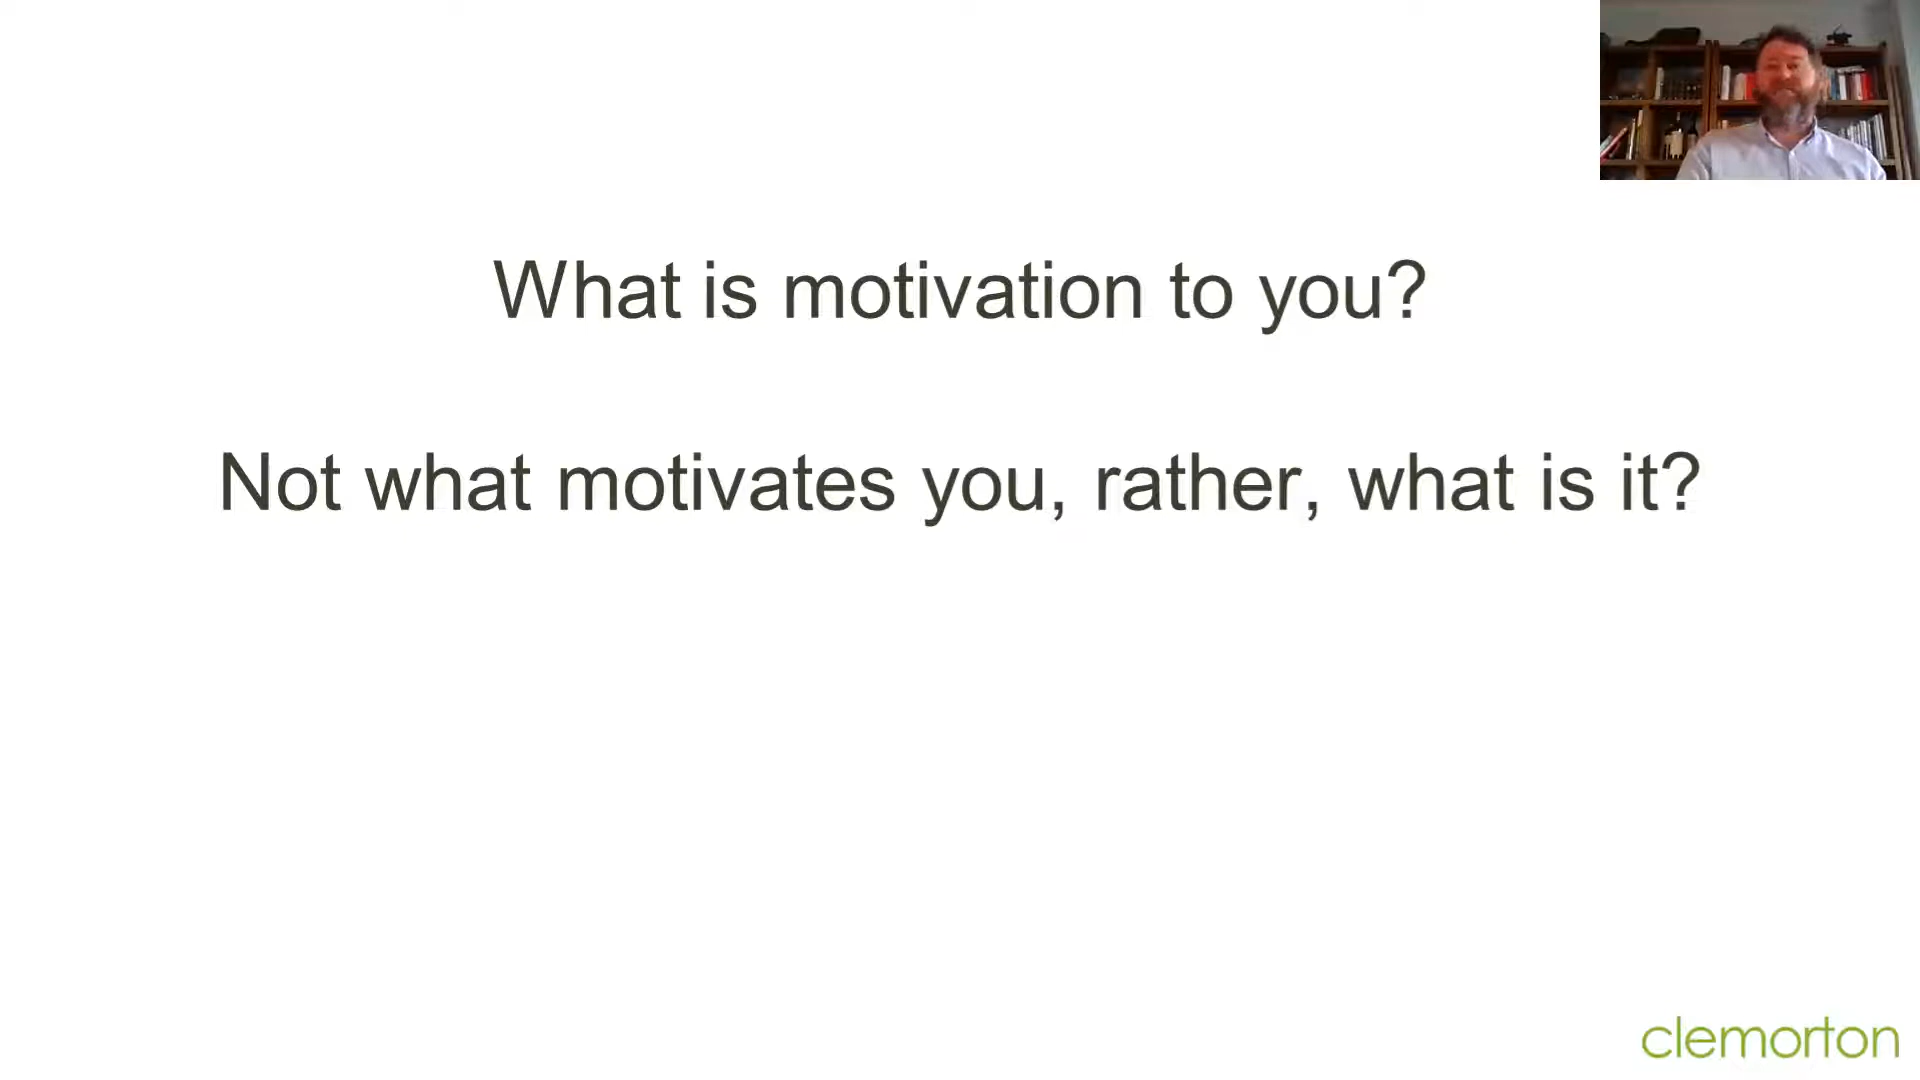 What is motivation to you?
Not what motivates you, rather, what is it?
clemorton